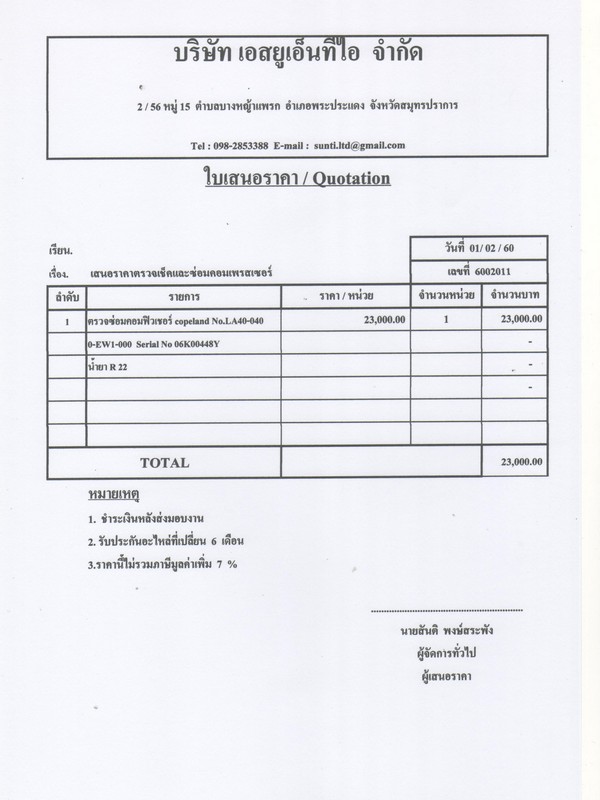 บริษัท เอสยูเอ็นทีไอ จำกัด
2 / 56 หมู่ 15 ตำบลบางหญ้าแพรก อำเภอพระประแดง จังหวัดสมุทรปราการ
Tel : 098-2853388 E-mail : sunti.ltd@gmail.com
ใบเสนอราคา / Quotation
เรียน.
วันที่ 01/ 02 / 60
เรื่อง. เสนอราคาตรวจเช็คและซ่อมคอมเพรสเซอร์
เลขที่ 6002011
ลำดับ รายการ ราคา / หน่วย จำนวนหน่วย จำนวนบาท
1 ตรวจซ่อมคอมฟิวเซอร์ copeland No.LA40-040 23,000.00 1 23,000.00
0-EW1-000 Serial No 06K00448Y -
น้ำยา R 22 -
-
TOTAL 23,000.00
หมายเหตุ
1. ชำระเงินหลังส่งมอบงาน
2. รับประกันอะไหล่ที่เปลี่ยน 6 เดือน
3.ราคานี้ไม่รวมภาษีมูลค่าเพิ่ม 7 %
นายสันติ พงษ์สระพัง
ผู้จัดการทั่วไป
ผู้เสนอราคา